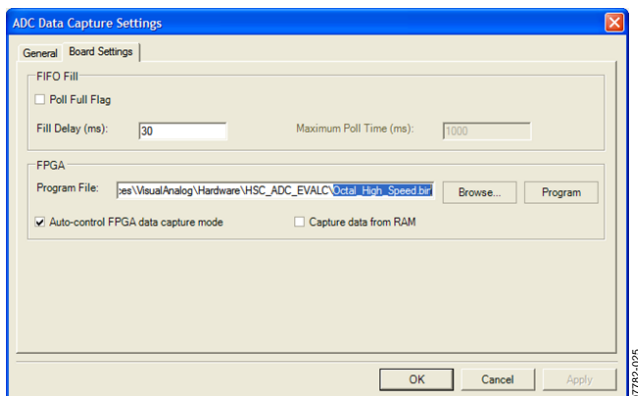 ADC Data Capture Settings
General
Board Settings
FIFO Fill
Poll Full Flag
Fill Delay (ms):
30
Maximum Poll Time (ms):
1000
FPGA
Program File:
ces\VisualAnalog\Hardware\HSC_ADC_EVALC\Octal_High_Speed.bin
Browse...
Program
Auto-control FPGA data capture mode
Capture data from RAM
OK
Cancel
Apply
07782-025